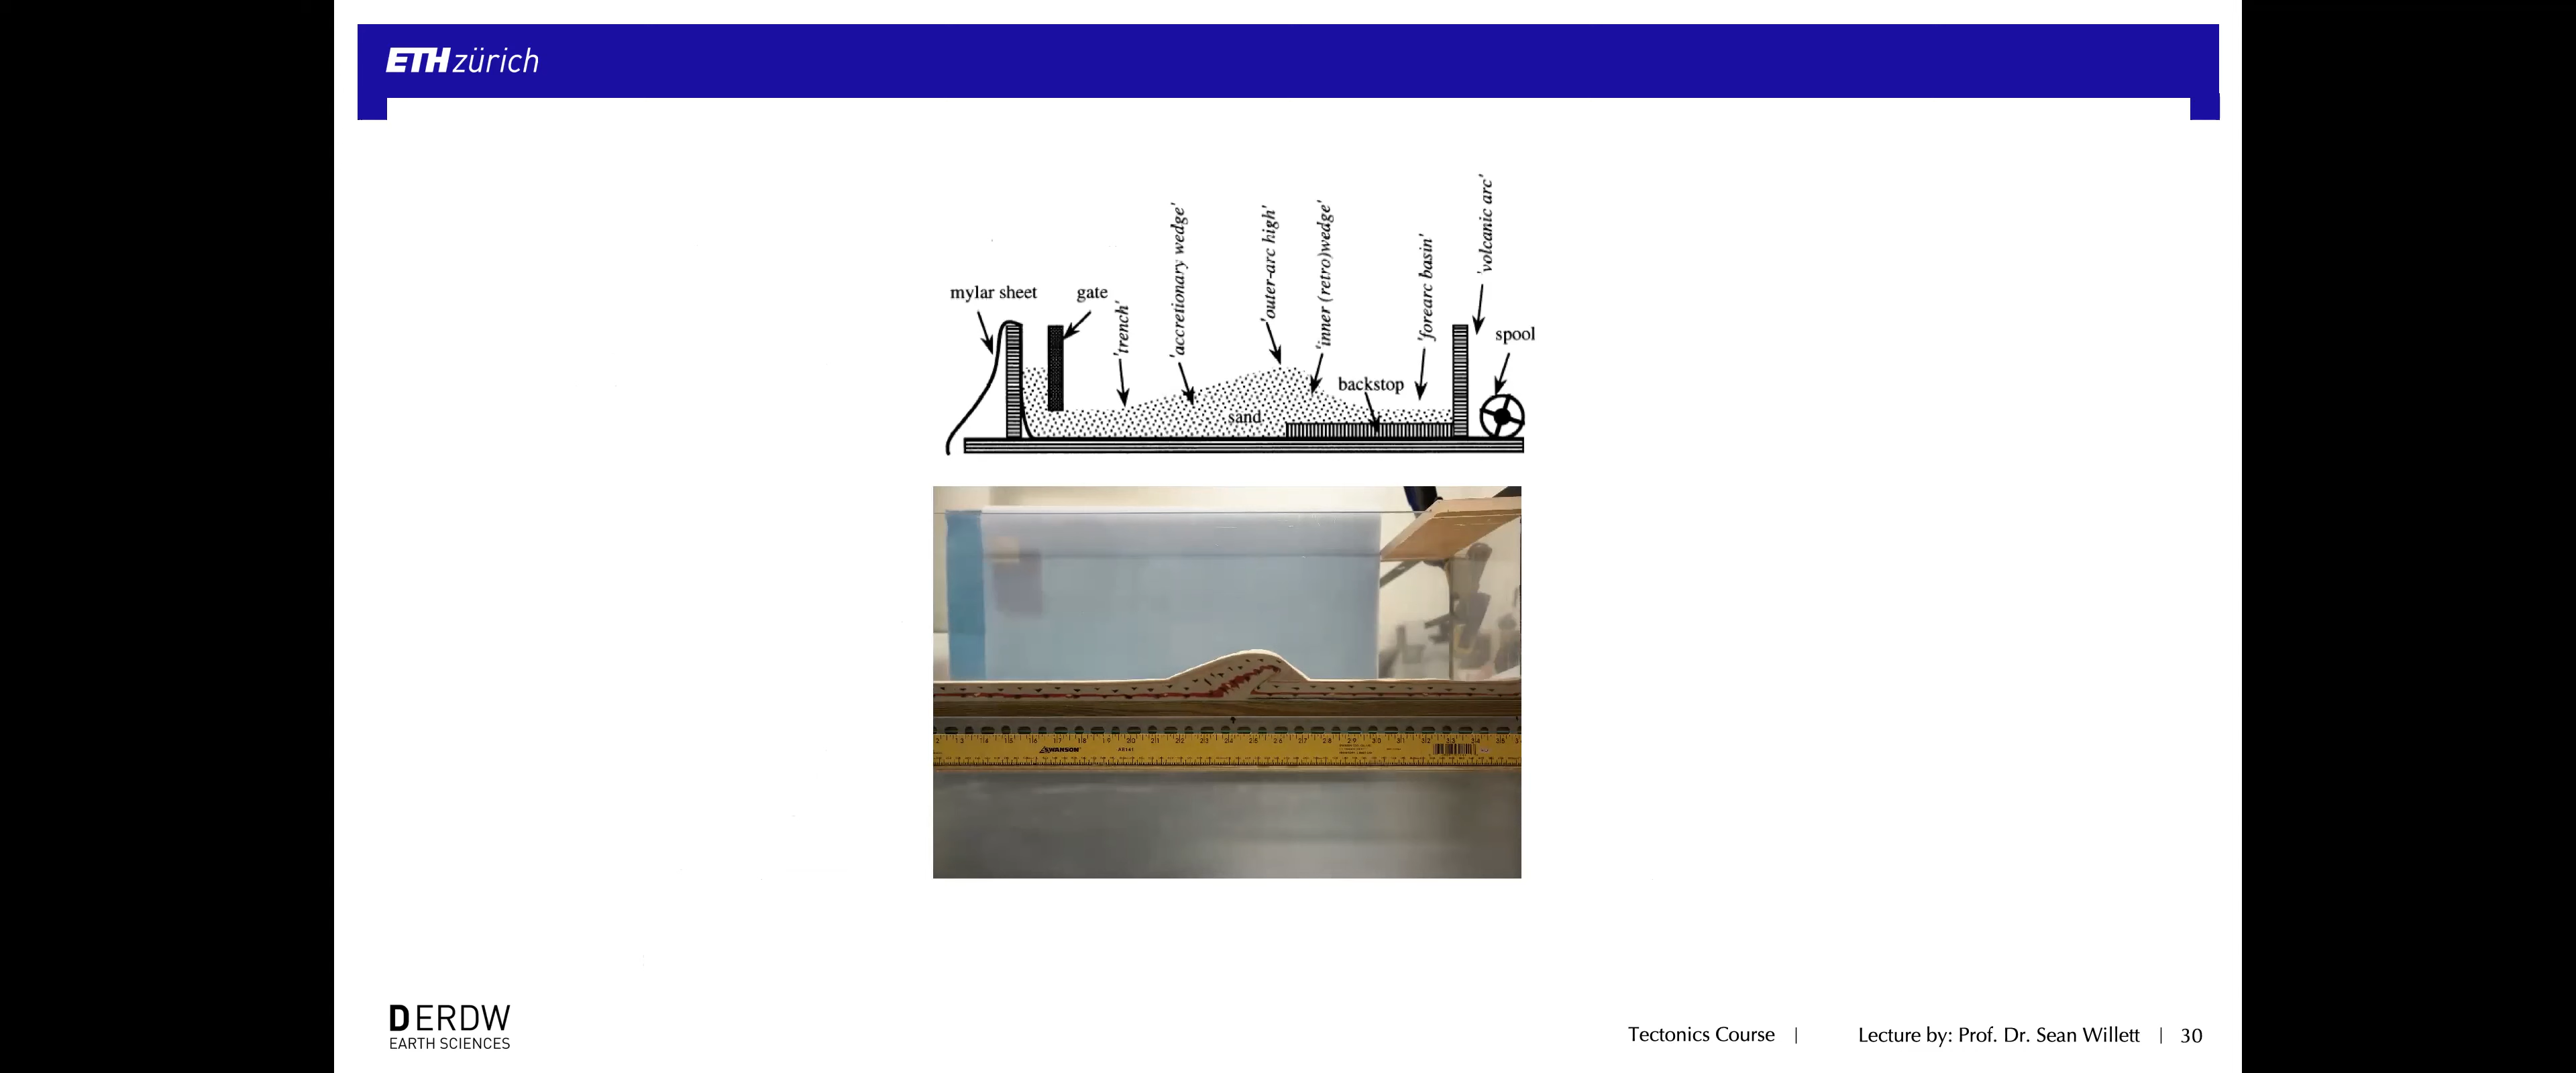 ETH zürich
'volcanic arc'
'accretionary wedge'
'outer-arc high'
'inner (retro)wedge'
'forearc basin'
mylar sheet
gate
'trench'
spool
backstop
sand
SWANSON
DERDW
EARTH SCIENCES
Tectonics Course | Lecture by: Prof. Dr. Sean Willett | 30